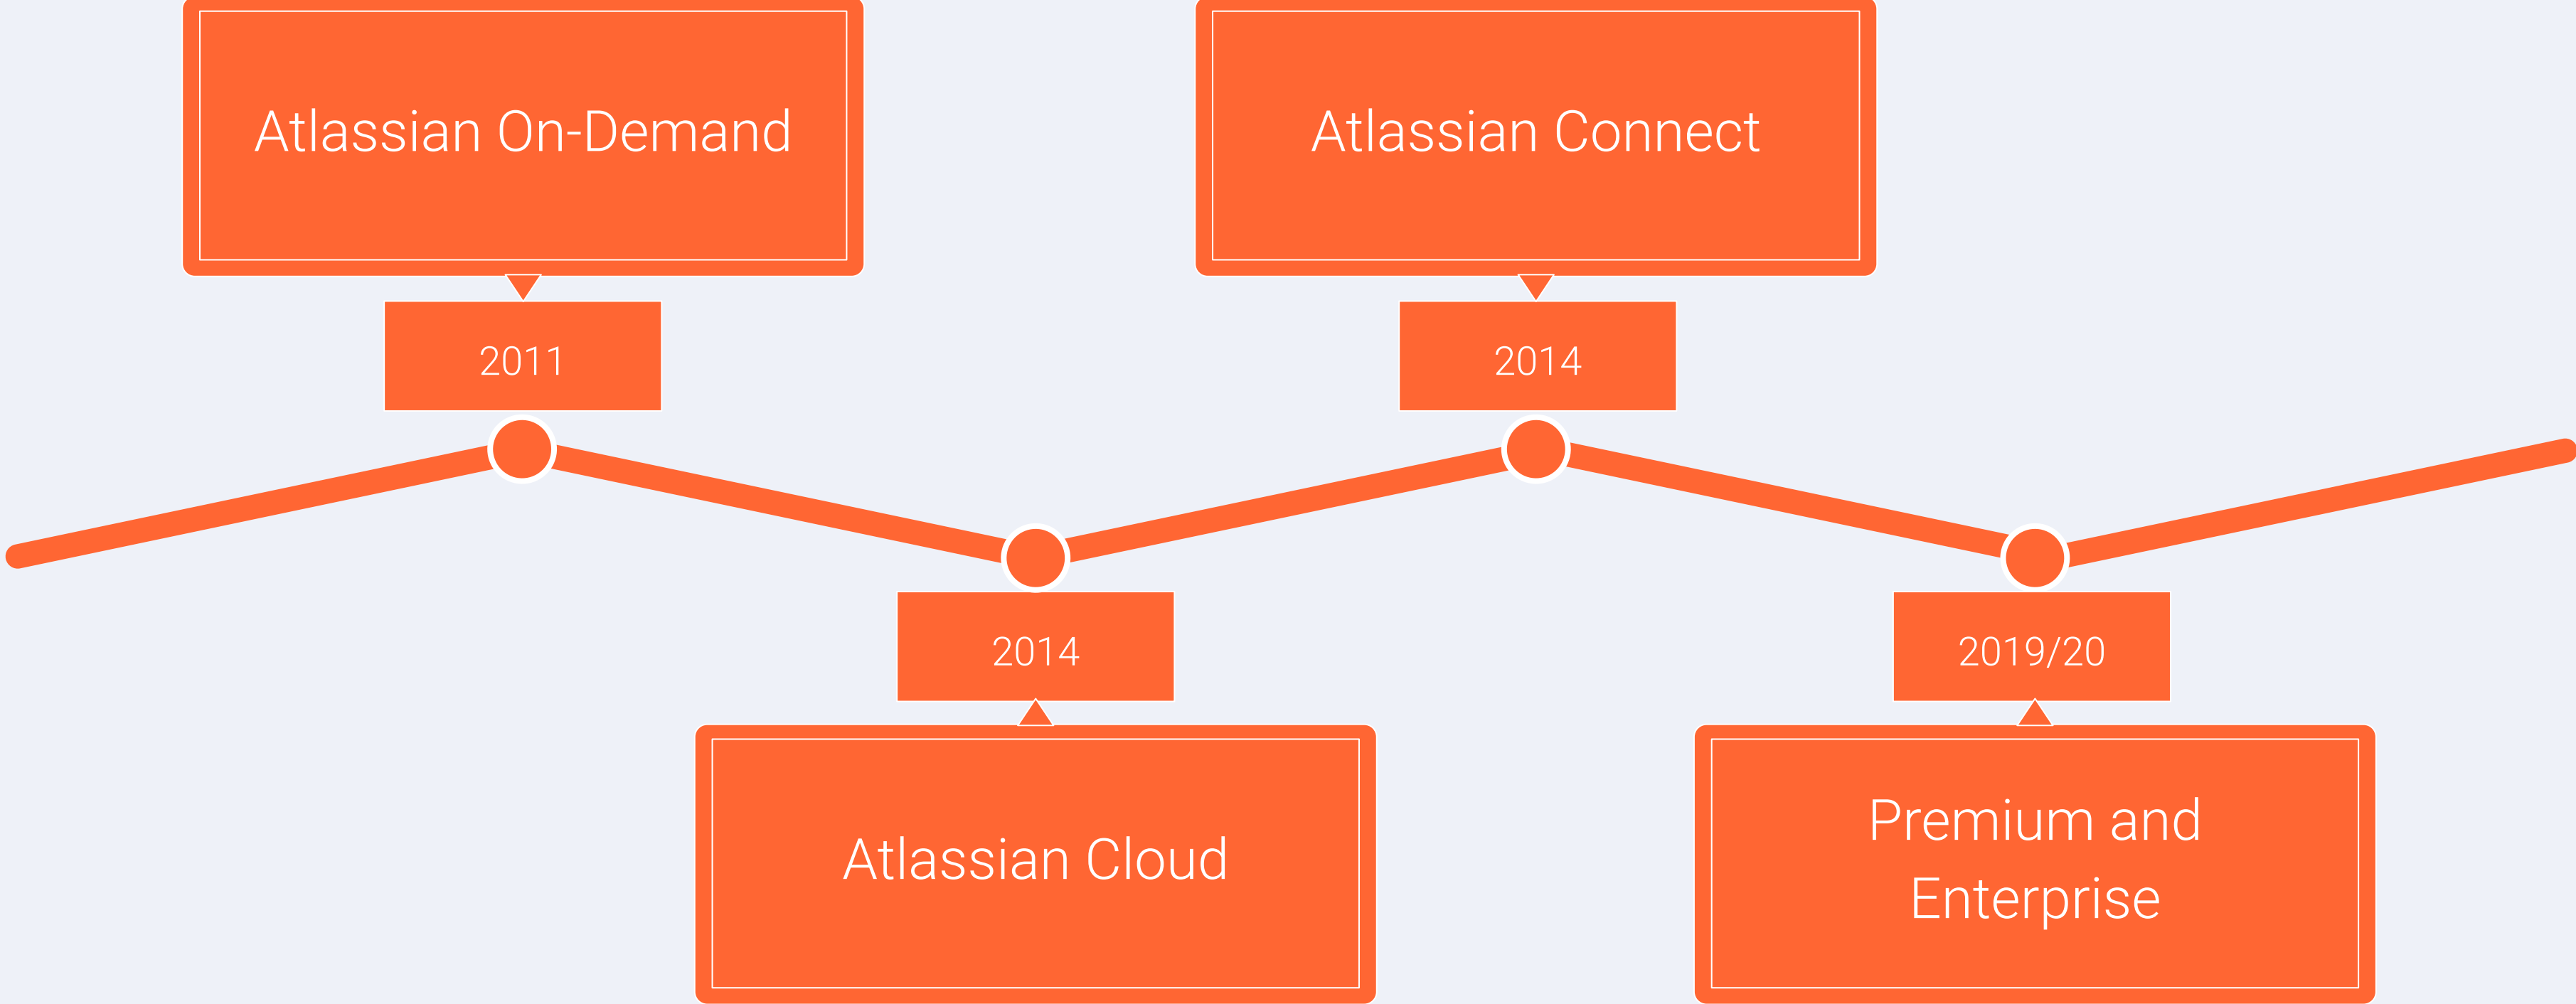 Atlassian On-Demand
2011
2014
Atlassian Cloud
Atlassian Connect
2014
2019/20
Premium and
Enterprise